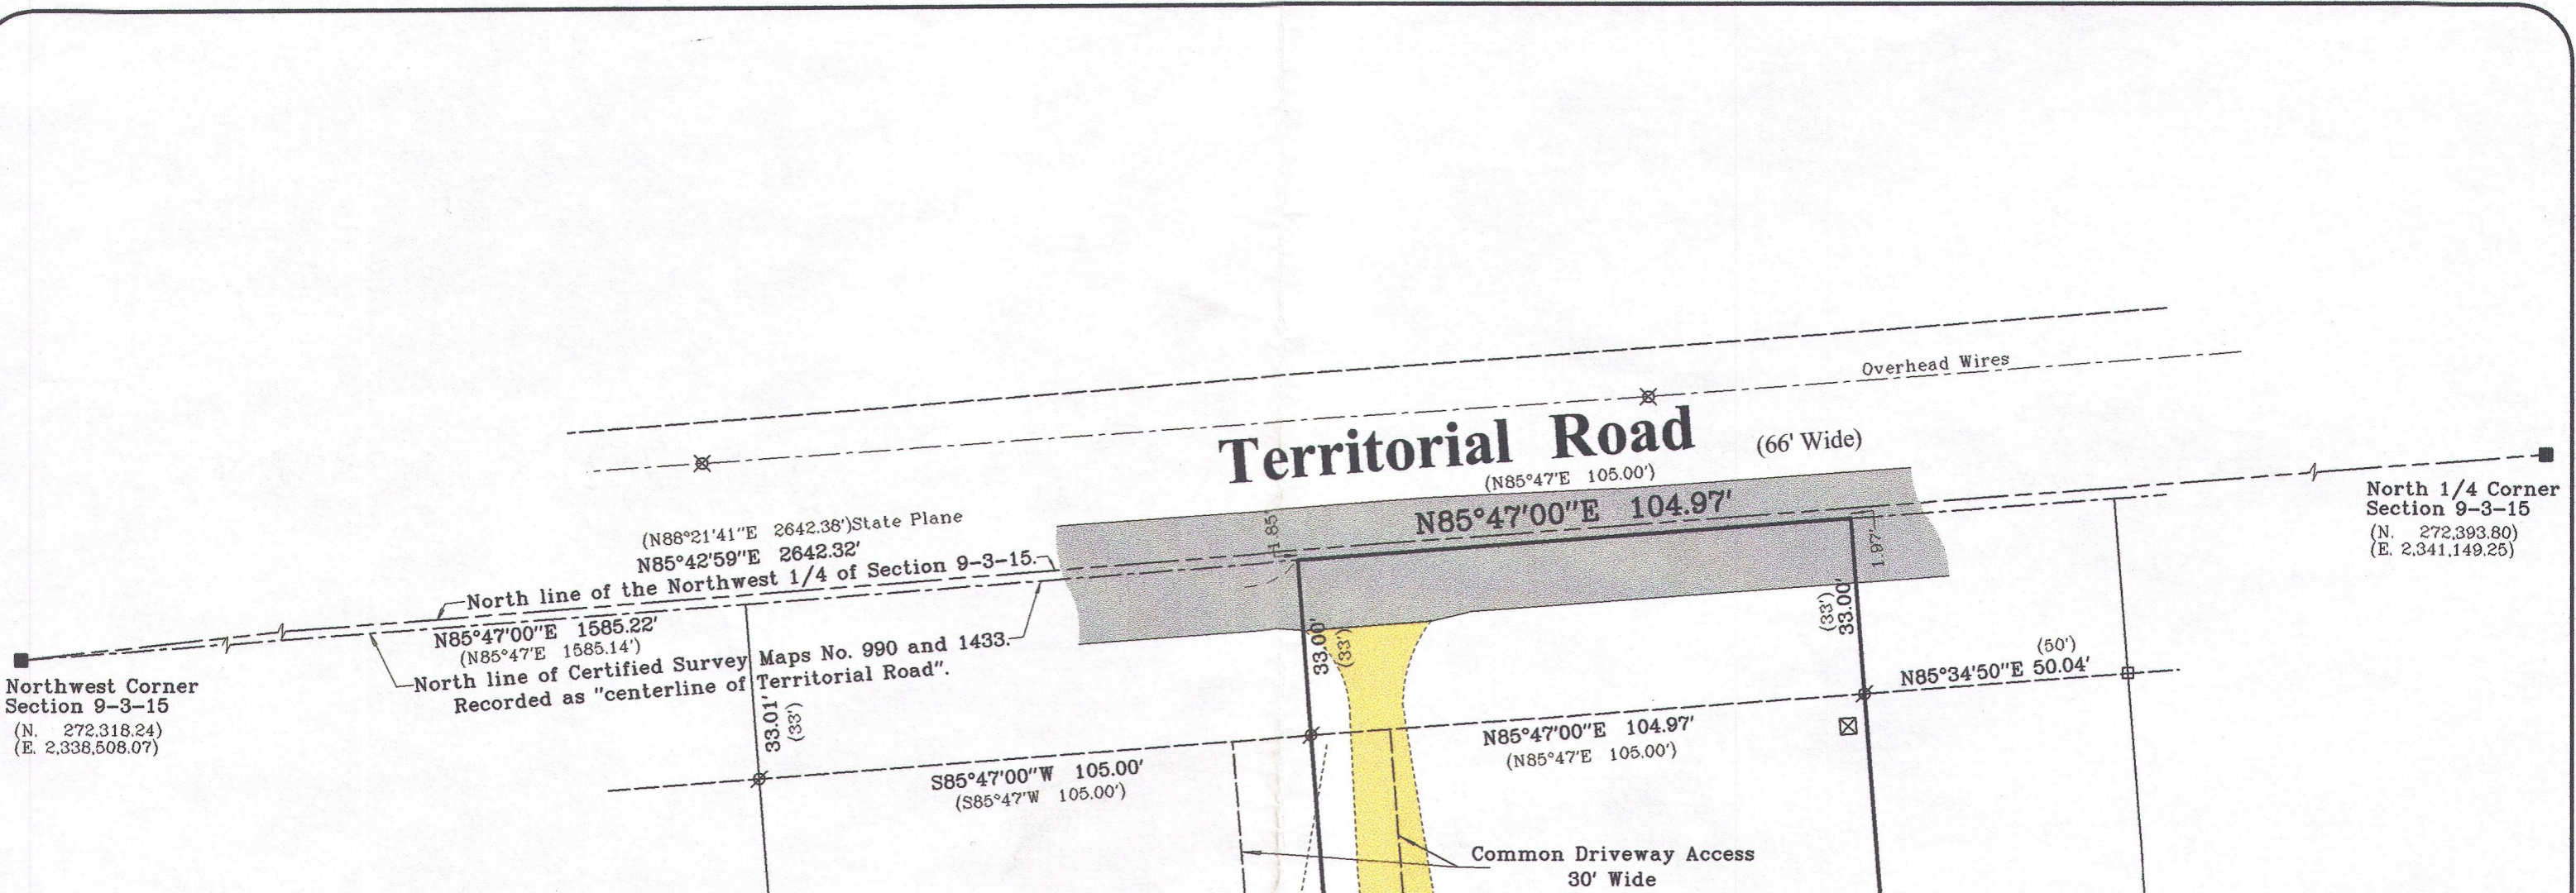 Overhead Wires
Territorial Road (66' Wide)
(N85°47'E 105.00')
N85°47'00"E 104.97'
1.85'
1.97'
North 1/4 Corner
Section 9-3-15
(N. 272,393.80)
(E. 2,341,149.25)
(N88°21'41"E 2642.38')State Plane
N85°42'59"E 2642.32'
North line of the Northwest 1/4 of Section 9-3-15.
N85°47'00"E 1585.22'
(N85°47'E 1585.14')
North line of Certified Survey Maps No. 990 and 1433.
Recorded as "centerline of Territorial Road".
Northwest Corner
Section 9-3-15
(N. 272,318.24)
(E. 2,338,508.07)
33.01'
(33')
33.00'
(33')
(33')
33.00'
(50')
N85°34'50"E 50.04'
N85°47'00"E 104.97'
(N85°47'E 105.00')
S85°47'00"W 105.00'
(S85°47'W 105.00')
Common Driveway Access
30' Wide